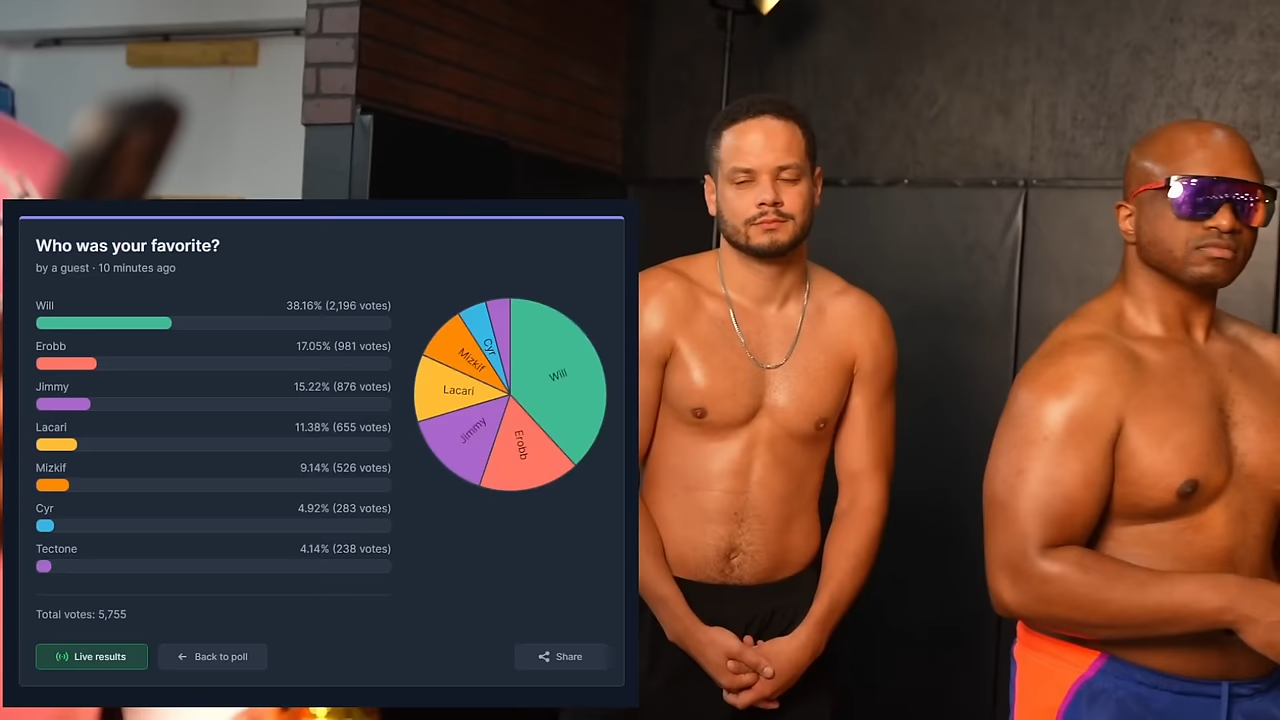 Who was your favorite?
by a guest · 10 minutes ago
Will 38.16% (2,196 votes)
Erobb 17.05% (981 votes)
Jimmy 15.22% (876 votes)
Lacari 11.38% (655 votes)
Mizkif 9.14% (526 votes)
Cyr 4.92% (283 votes)
Tectone 4.14% (238 votes)
Total votes: 5,755
Live results
Back to poll
Share
Will
Erobb
Jimmy
Lacari
Mizkif
Cyr